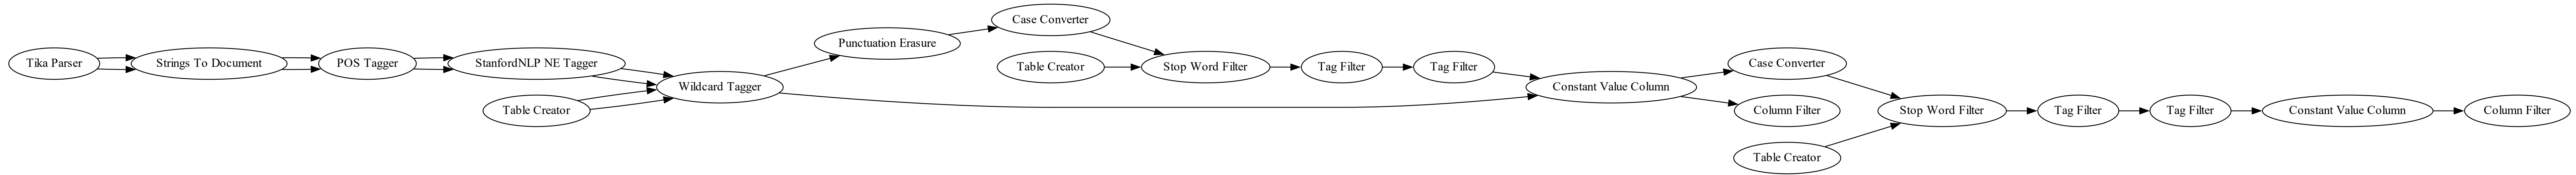 Tika Parser
Strings To Document
POS Tagger
StanfordNLP NE Tagger
Table Creator
Wildcard Tagger
Punctuation Erasure
Case Converter
Table Creator
Stop Word Filter
Tag Filter
Tag Filter
Constant Value Column
Case Converter
Column Filter
Table Creator
Stop Word Filter
Tag Filter
Tag Filter
Constant Value Column
Column Filter